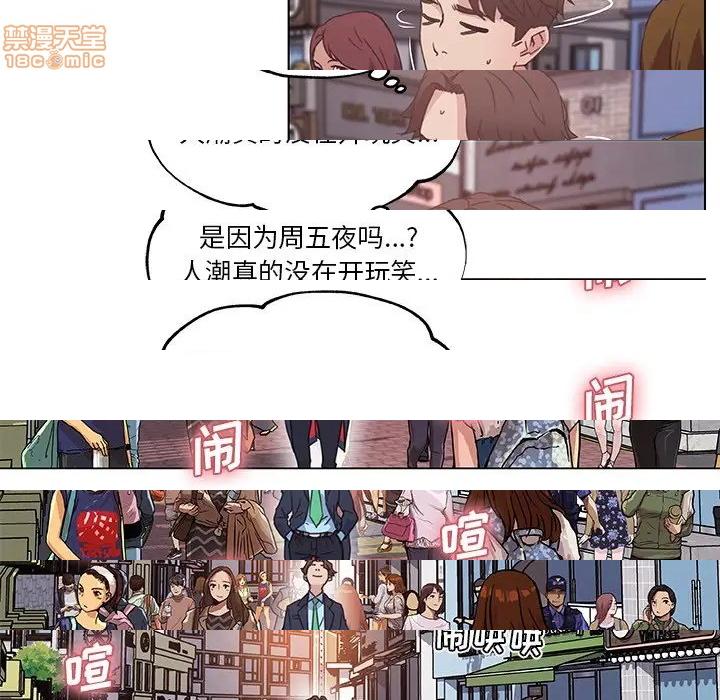 禁漫天堂
18comic
是因为周五夜吗...?
人潮真的没在开玩笑...
闹
闹
喧
闹哄哄
喧